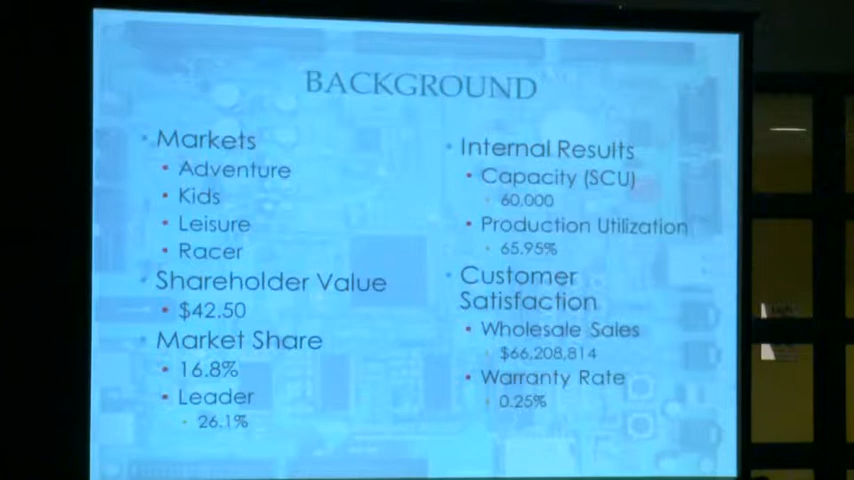 BACKGROUND
Markets
Adventure
Kids
Leisure
Racer
Shareholder Value
$42.50
Market Share
16.8%
Leader
26.1%
Internal Results
Capacity (SCU)
60,000
Production Utilization
65.95%
Customer
Satisfaction
Wholesale Sales
$66,208,814
Warranty Rate
0.25%